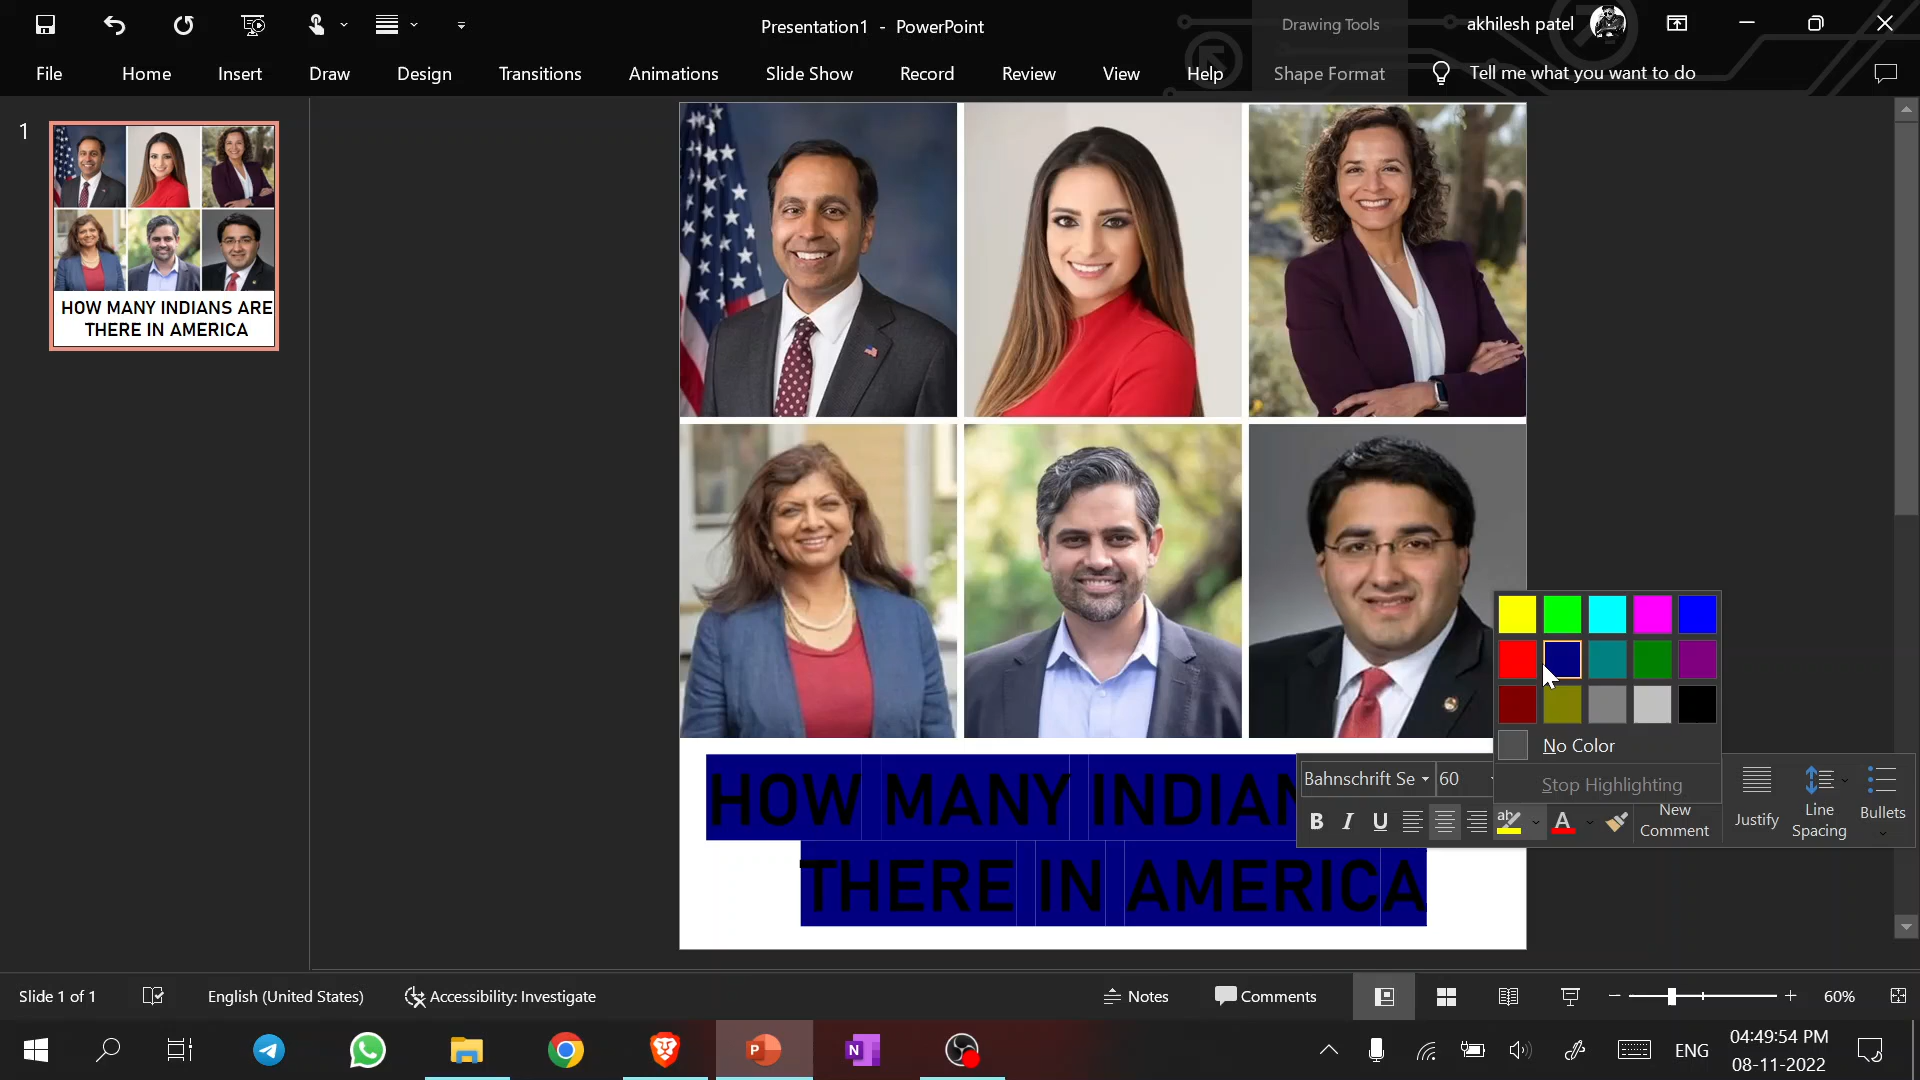 Presentation1 - PowerPoint
Drawing Tools
akhilesh patel
File Home Insert Draw Design Transitions Animations Slide Show Record Review View Help Shape Format Tell me what you want to do
1
HOW MANY INDIANS ARE
THERE IN AMERICA
No Color
Stop Highlighting
HOW MANY INDIAN
THERE IN AMERICA
Bahnschrift Se 60
B I U ab A
New
Comment
Justify
Line
Spacing
Bullets
Slide 1 of 1 English (United States) Accessibility: Investigate Notes Comments 60%
P N ENG
04:49:54 PM
08-11-2022